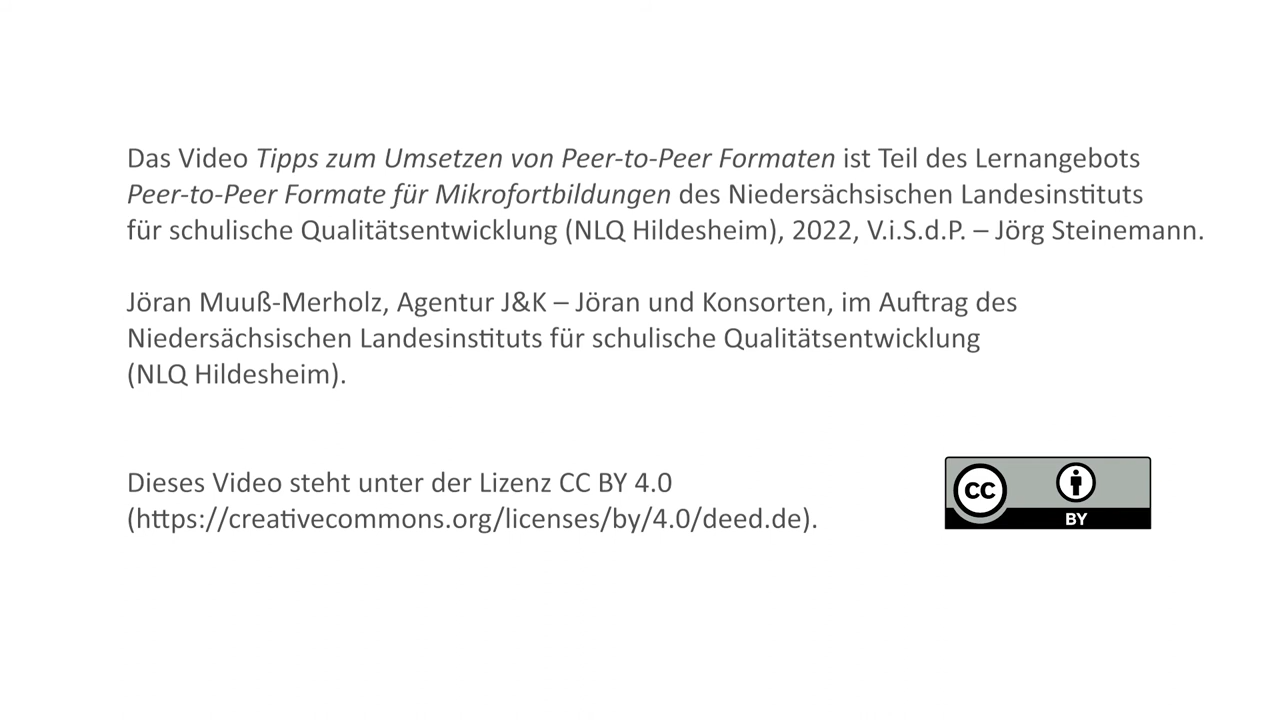 Das Video Tipps zum Umsetzen von Peer-to-Peer Formaten ist Teil des Lernangebots
Peer-to-Peer Formate für Mikrofortbildungen des Niedersächsischen Landesinstituts
für schulische Qualitätsentwicklung (NLQ Hildesheim), 2022, V.i.S.d.P. – Jörg Steinemann.
Jöran Muuß-Merholz, Agentur J&K – Jöran und Konsorten, im Auftrag des
Niedersächsischen Landesinstituts für schulische Qualitätsentwicklung
(NLQ Hildesheim).
Dieses Video steht unter der Lizenz CC BY 4.0
(https://creativecommons.org/licenses/by/4.0/deed.de).
CC
BY